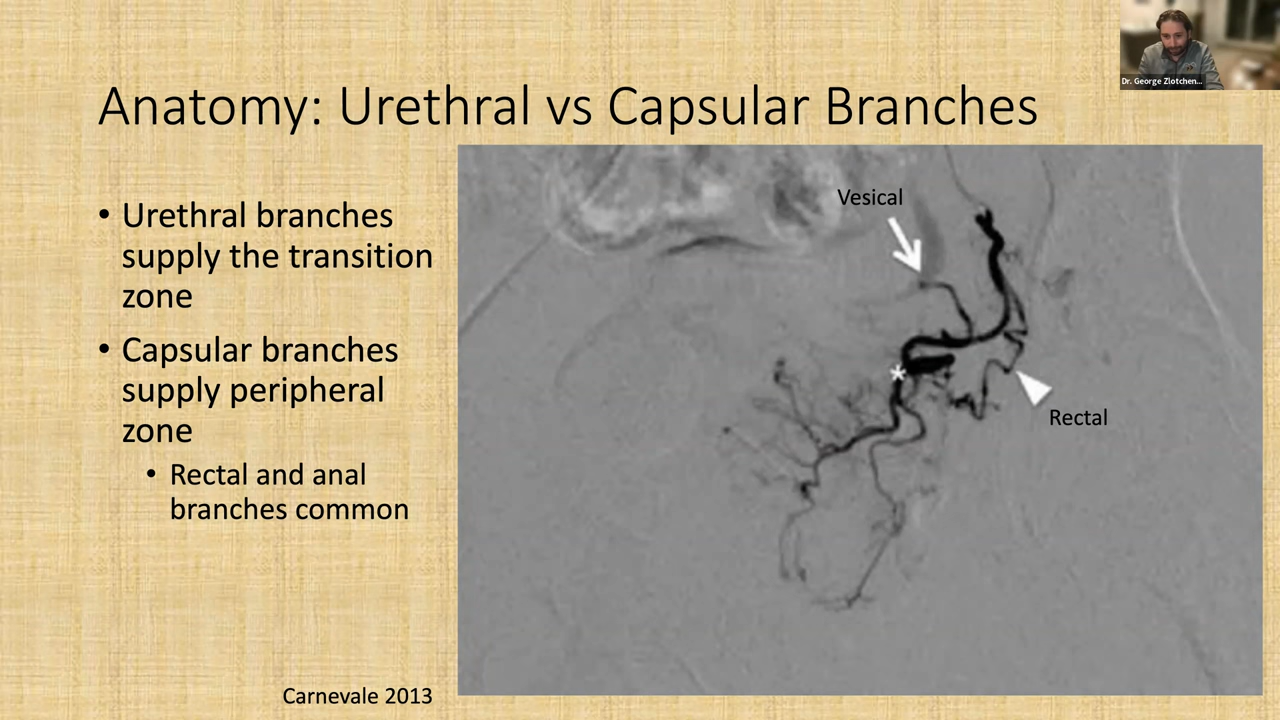 Dr. George Zlotchen...
Anatomy: Urethral vs Capsular Branches
• Urethral branches
supply the transition
zone
• Capsular branches
supply peripheral
zone
• Rectal and anal
branches common
Vesical
*
Rectal
Carnevale 2013